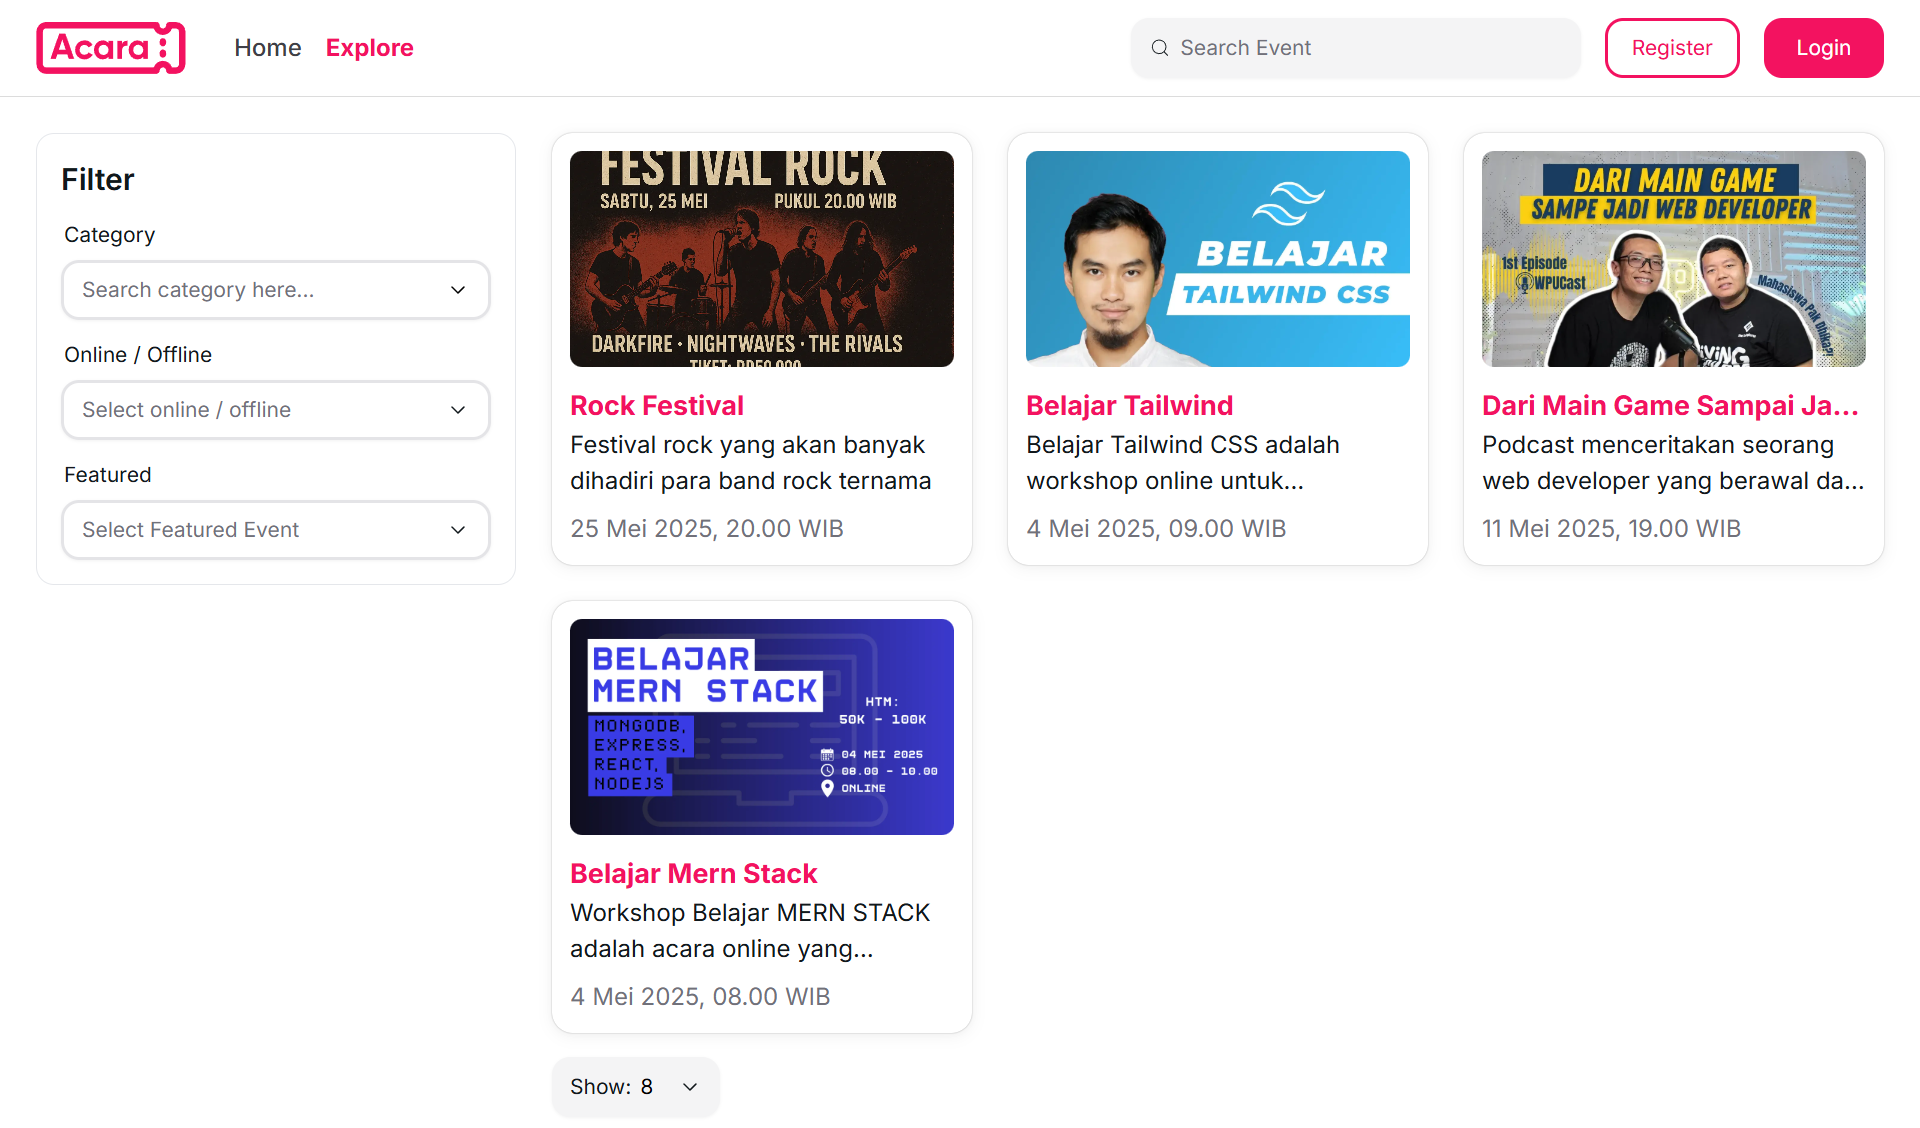 Acara
Home
Explore
Search Event
Register
Login
Filter
Category
Search category here...
Online / Offline
Select online / offline
Featured
Select Featured Event
FESTIVAL ROCK
SABTU, 25 MEI
PUKUL 20.00 WIB
DARKFIRE · NIGHTWAVES · THE RIVALS
TIKET: RP50.000
Rock Festival
Festival rock yang akan banyak
dihadiri para band rock ternama
25 Mei 2025, 20.00 WIB
BELAJAR
TAILWIND CSS
Belajar Tailwind
Belajar Tailwind CSS adalah
workshop online untuk...
4 Mei 2025, 09.00 WIB
DARI MAIN GAME
SAMPE JADI WEB DEVELOPER
1st Episode
WPUCast
Mahasiswa Pak Dhika?!
Dari Main Game Sampai Ja...
Podcast menceritakan seorang
web developer yang berawal da...
11 Mei 2025, 19.00 WIB
BELAJAR
MERN STACK
MONGODB,
EXPRESS,
REACT,
NODEJS
HTM:
50K - 100K
04 MEI 2025
08.00 - 10.00
ONLINE
Belajar Mern Stack
Workshop Belajar MERN STACK
adalah acara online yang...
4 Mei 2025, 08.00 WIB
Show: 8